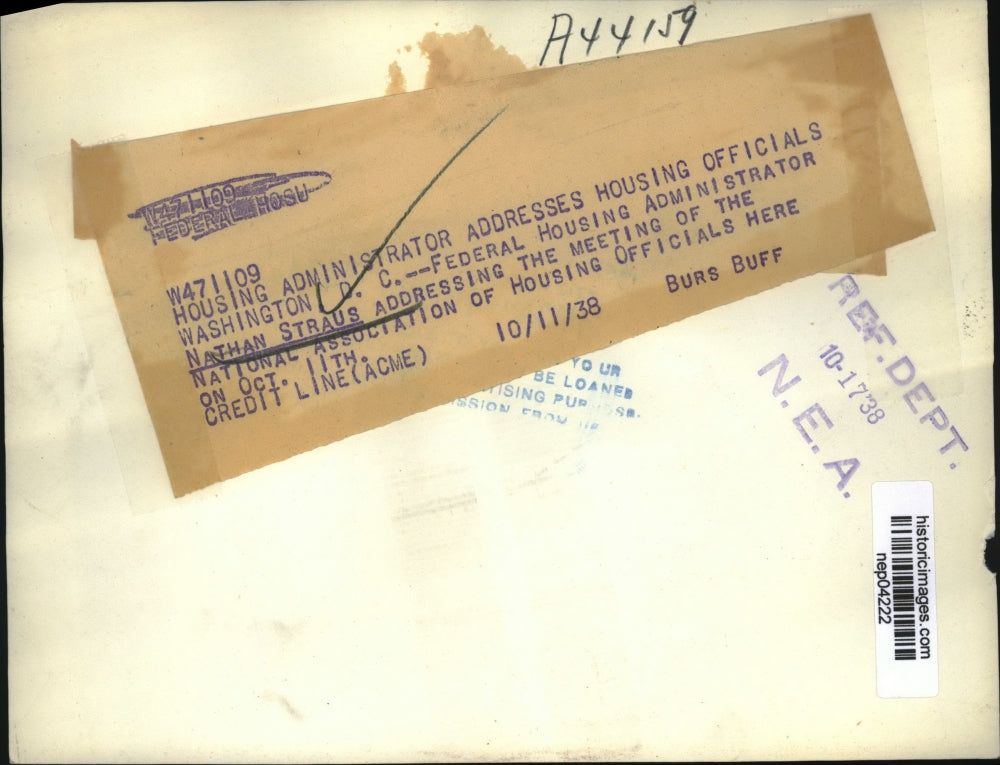 A44159
W471109
FEDERAL HOSU
W471109
HOUSING ADMINISTRATOR ADDRESSES HOUSING OFFICIALS
WASHINGTON, D. C.--FEDERAL HOUSING ADMINISTRATOR
NATHAN STRAUS ADDRESSING THE MEETING OF THE
NATIONAL ASSOCIATION OF HOUSING OFFICIALS HERE
ON OCT. 11TH.
CREDIT LINE(ACME) 10/11/38 BURS BUFF
YOUR
BE LOANED
TISING PURPOSE.
SSION FROM
REF. DEPT.
10-17'38
N. E. A.
historicimages.com
nep04222